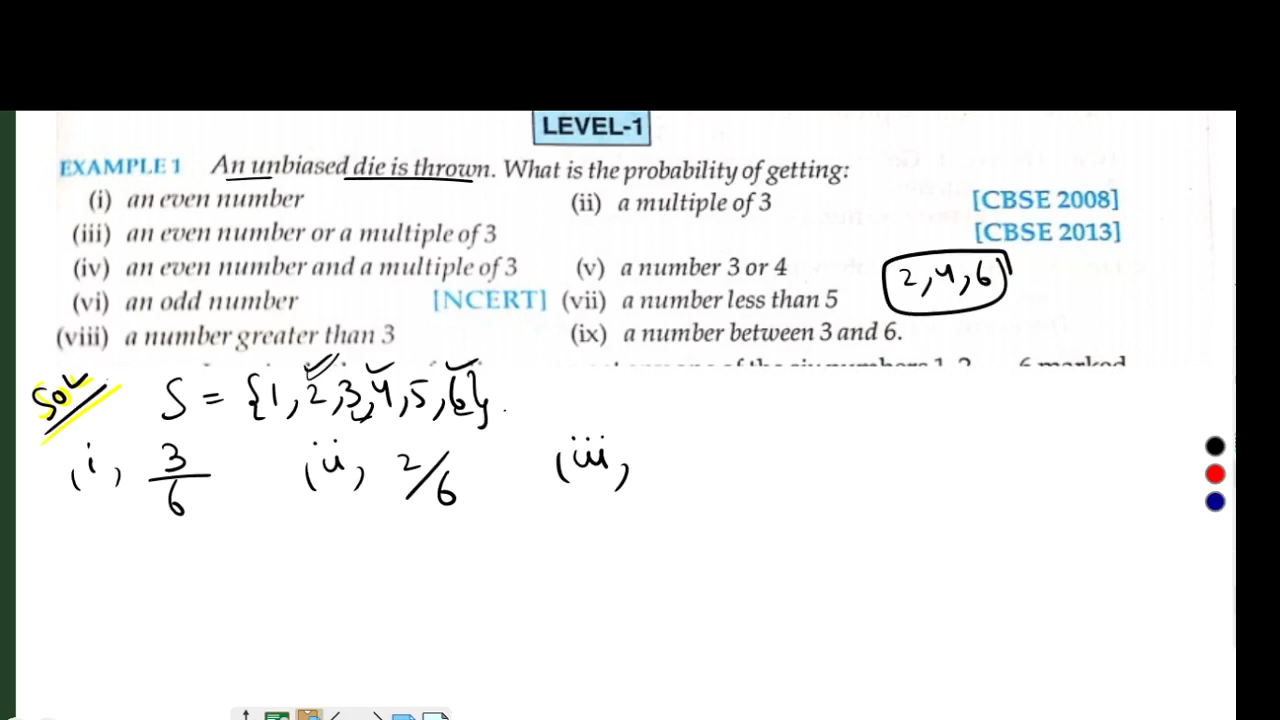 LEVEL-1
EXAMPLE 1 An unbiased die is thrown. What is the probability of getting:
(i) an even number (ii) a multiple of 3 [CBSE 2008]
(iii) an even number or a multiple of 3 [CBSE 2013]
(iv) an even number and a multiple of 3 (v) a number 3 or 4
2, 4, 6
(vi) an odd number [NCERT] (vii) a number less than 5
(viii) a number greater than 3 (ix) a number between 3 and 6.
Sol
S = {1, 2, 3, 4, 5, 6}.
(i, 3/6 (ii, 2/6 (iii,